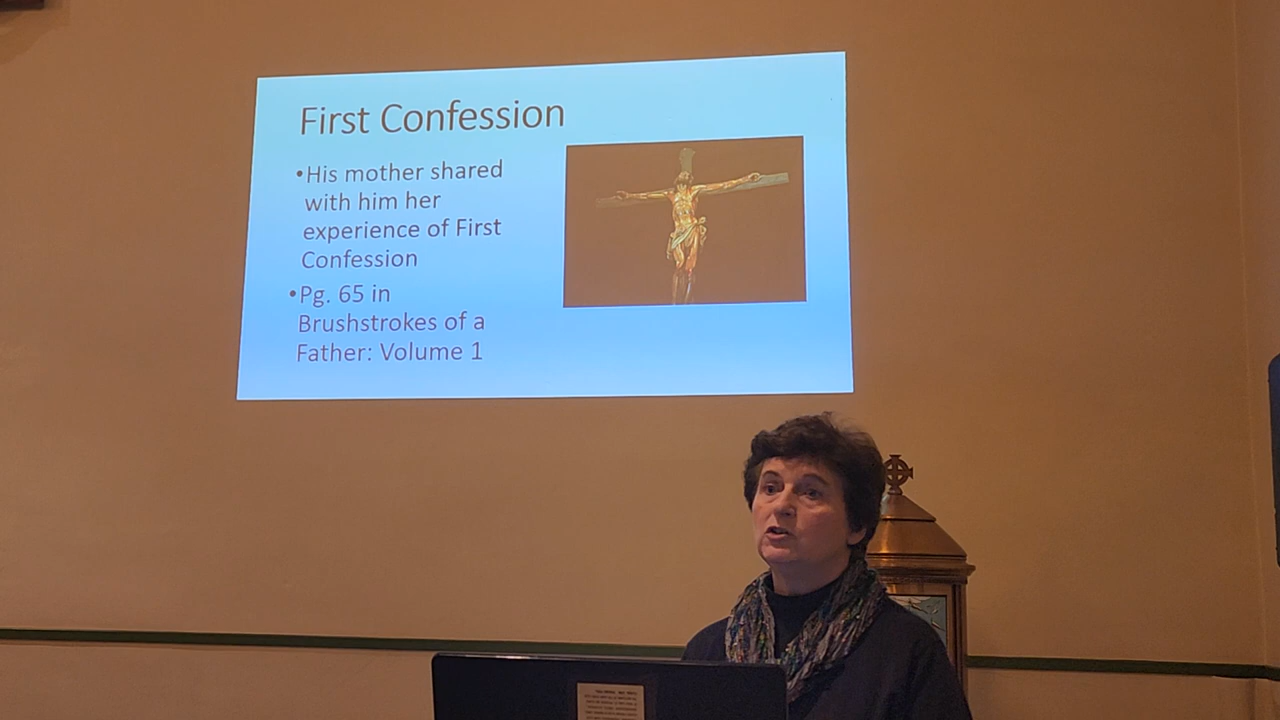 First Confession
•His mother shared
with him her
experience of First
Confession
•Pg. 65 in
Brushstrokes of a
Father: Volume 1